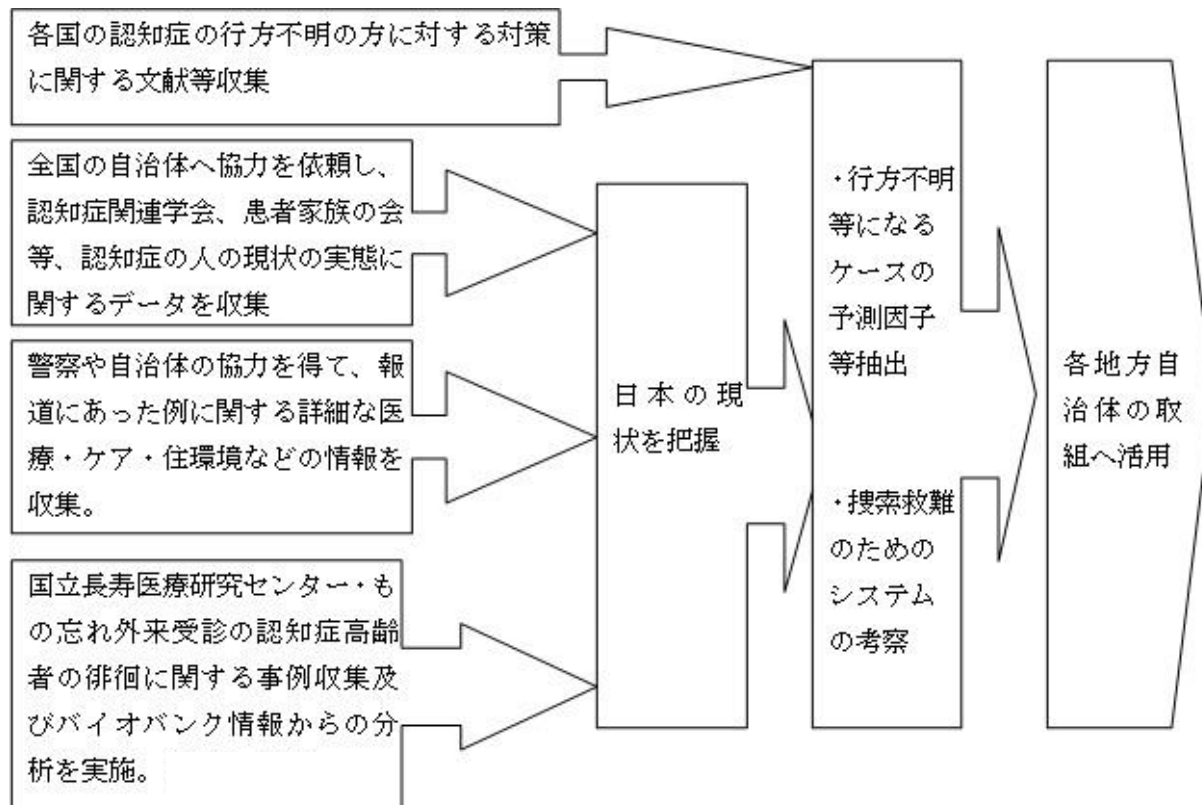 各国の認知症の行方不明の方に対する対策
に関する文献等収集
全国の自治体へ協力を依頼し、
認知症関連学会、患者家族の会
等、認知症の人の現状の実態に
関するデータを収集
警察や自治体の協力を得て、報
道にあった例に関する詳細な医
療・ケア・住環境などの情報を
収集。
国立長寿医療研究センター・も
の忘れ外来受診の認知症高齢
者の徘徊に関する事例収集及
びバイオバンク情報からの分
析を実施。
日本の現
状を把握
・行方不明
等になる
ケースの
予測因子
等抽出
・捜索救難
のための
システム
の考察
各地方自
治体の取
組へ活用